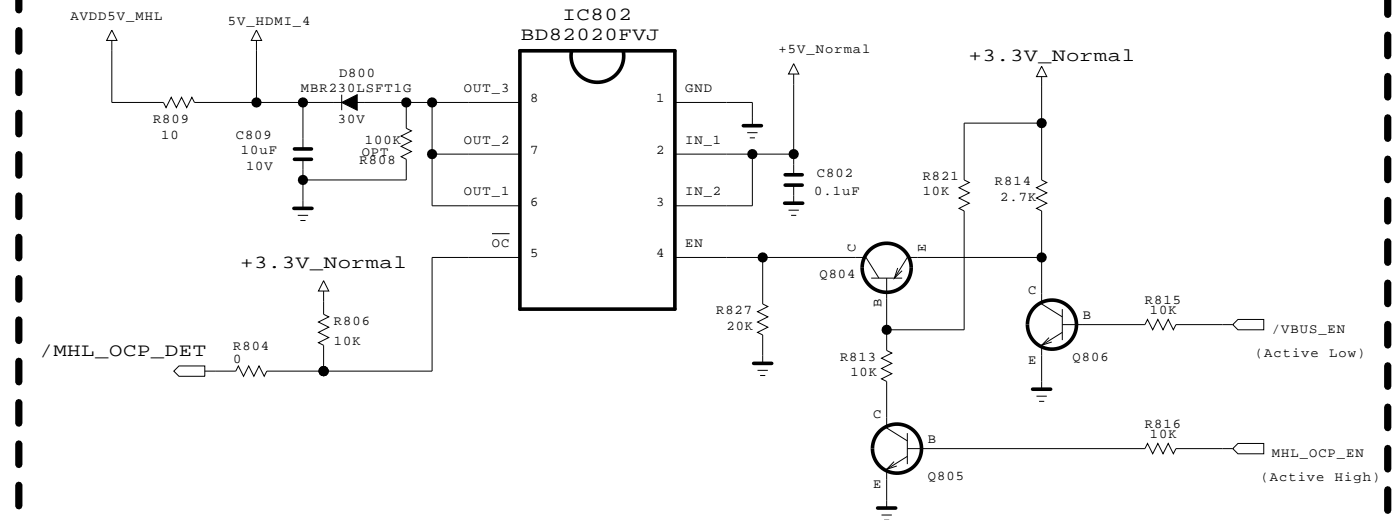 AVDD5V_MHL
5V_HDMI_4
IC802
BD82020FVJ
+5V_Normal
+3.3V_Normal
D800
MBR230LSFT1G
30V
R809
10
C809
10uF
10V
100K
OPT
R808
OUT_3
8
OUT_2
7
OUT_1
6
OC
5
1
GND
2
IN_1
3
IN_2
4
EN
C802
0.1uF
R821
10K
R814
2.7K
+3.3V_Normal
R806
10K
/MHL_OCP_DET
R804
0
R827
20K
C
E
Q804
B
R813
10K
C
B
E
Q806
R815
10K
/VBUS_EN
(Active Low)
C
B
E
Q805
R816
10K
MHL_OCP_EN
(Active High)